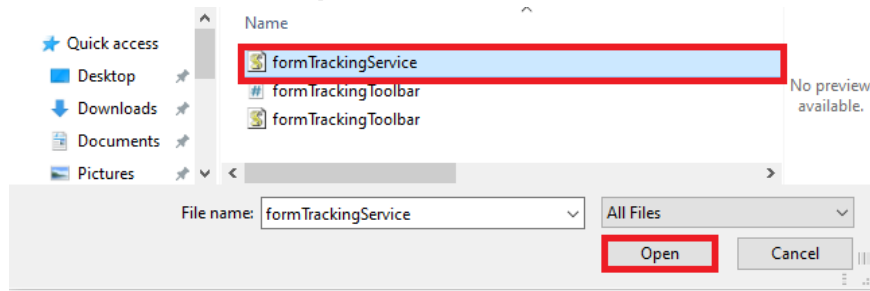 Name
Quick access
formTrackingService
Desktop
formTrackingToolbar
No preview
available.
Downloads
formTrackingToolbar
Documents
Pictures
File name: formTrackingService All Files
Open Cancel